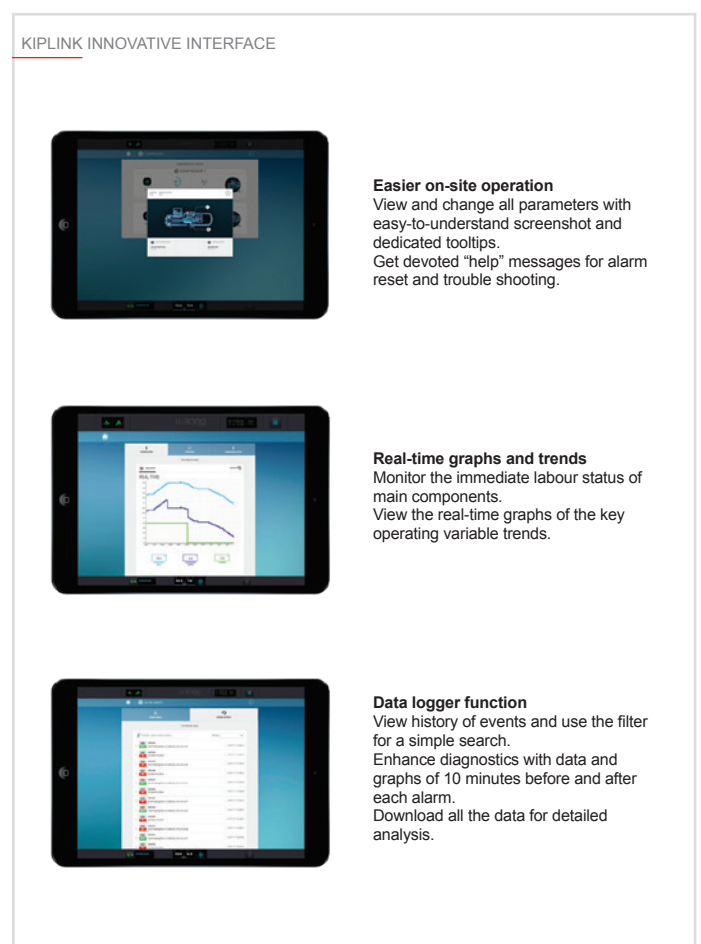 KIPLINK INNOVATIVE INTERFACE
Easier on-site operation
View and change all parameters with
easy-to-understand screenshot and
dedicated tooltips.
Get devoted “help” messages for alarm
reset and trouble shooting.
Real-time graphs and trends
Monitor the immediate labour status of
main components.
View the real-time graphs of the key
operating variable trends.
Data logger function
View history of events and use the filter
for a simple search.
Enhance diagnostics with data and
graphs of 10 minutes before and after
each alarm.
Download all the data for detailed
analysis.